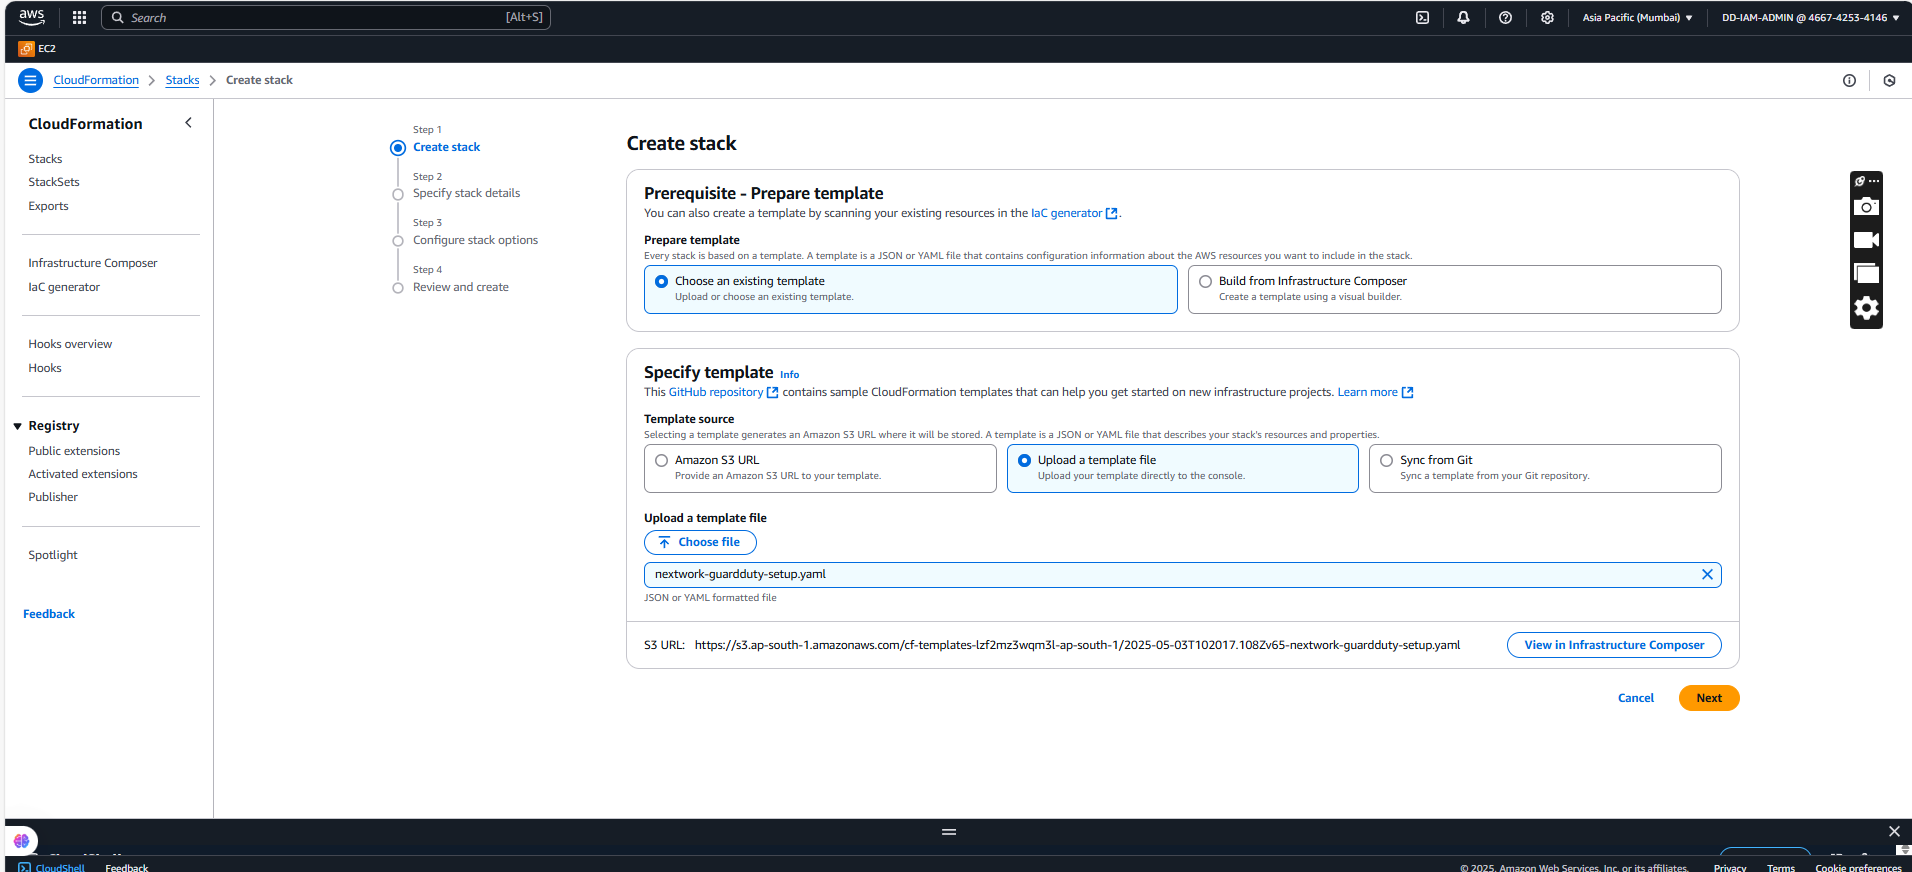 aws
Search
[Alt+S]
Asia Pacific (Mumbai)
DD-IAM-ADMIN @ 4667-4253-4146
EC2
CloudFormation
Stacks
Create stack
CloudFormation
Stacks
StackSets
Exports
Infrastructure Composer
IaC generator
Hooks overview
Hooks
Registry
Public extensions
Activated extensions
Publisher
Spotlight
Feedback
Step 1
Create stack
Step 2
Specify stack details
Step 3
Configure stack options
Step 4
Review and create
Create stack
Prerequisite - Prepare template
You can also create a template by scanning your existing resources in the IaC generator.
Prepare template
Every stack is based on a template. A template is a JSON or YAML file that contains configuration information about the AWS resources you want to include in the stack.
Choose an existing template
Upload or choose an existing template.
Build from Infrastructure Composer
Create a template using a visual builder.
Specify template Info
This GitHub repository contains sample CloudFormation templates that can help you get started on new infrastructure projects. Learn more
Template source
Selecting a template generates an Amazon S3 URL where it will be stored. A template is a JSON or YAML file that describes your stack's resources and properties.
Amazon S3 URL
Provide an Amazon S3 URL to your template.
Upload a template file
Upload your template directly to the console.
Sync from Git
Sync a template from your Git repository.
Upload a template file
Choose file
nextwork-guardduty-setup.yaml
JSON or YAML formatted file
S3 URL: https://s3.ap-south-1.amazonaws.com/cf-templates-lzf2mz3wqm3l-ap-south-1/2025-05-03T102017.108Zv65-nextwork-guardduty-setup.yaml
View in Infrastructure Composer
Cancel
Next
CloudShell
Feedback
© 2025, Amazon Web Services, Inc. or its affiliates.
Privacy
Terms
Cookie preferences